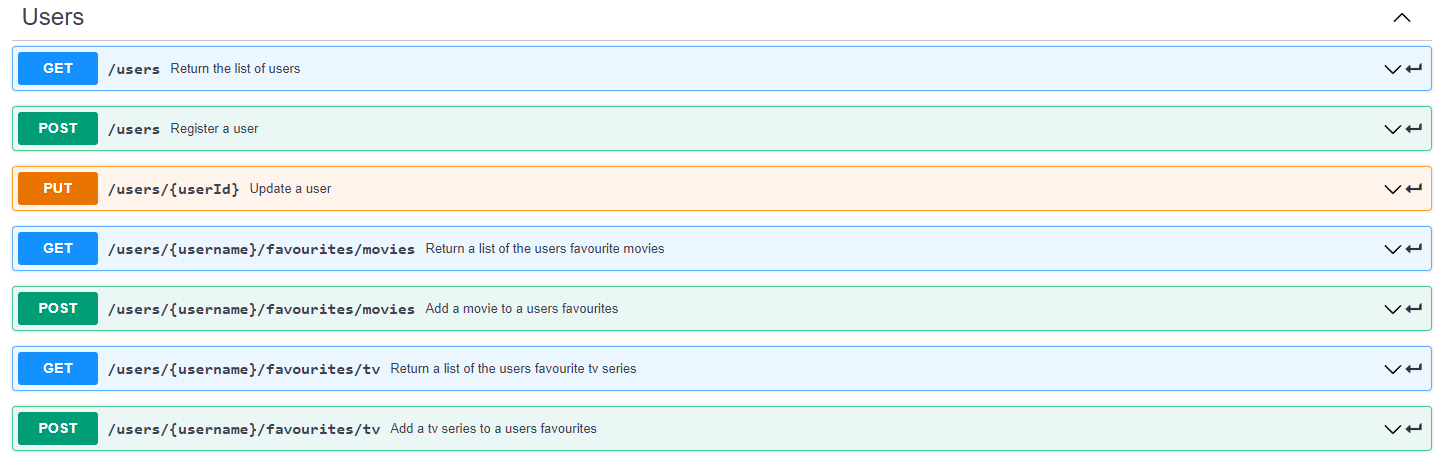 Users
GET /users Return the list of users
POST /users Register a user
PUT /users/{userId} Update a user
GET /users/{username}/favourites/movies Return a list of the users favourite movies
POST /users/{username}/favourites/movies Add a movie to a users favourites
GET /users/{username}/favourites/tv Return a list of the users favourite tv series
POST /users/{username}/favourites/tv Add a tv series to a users favourites